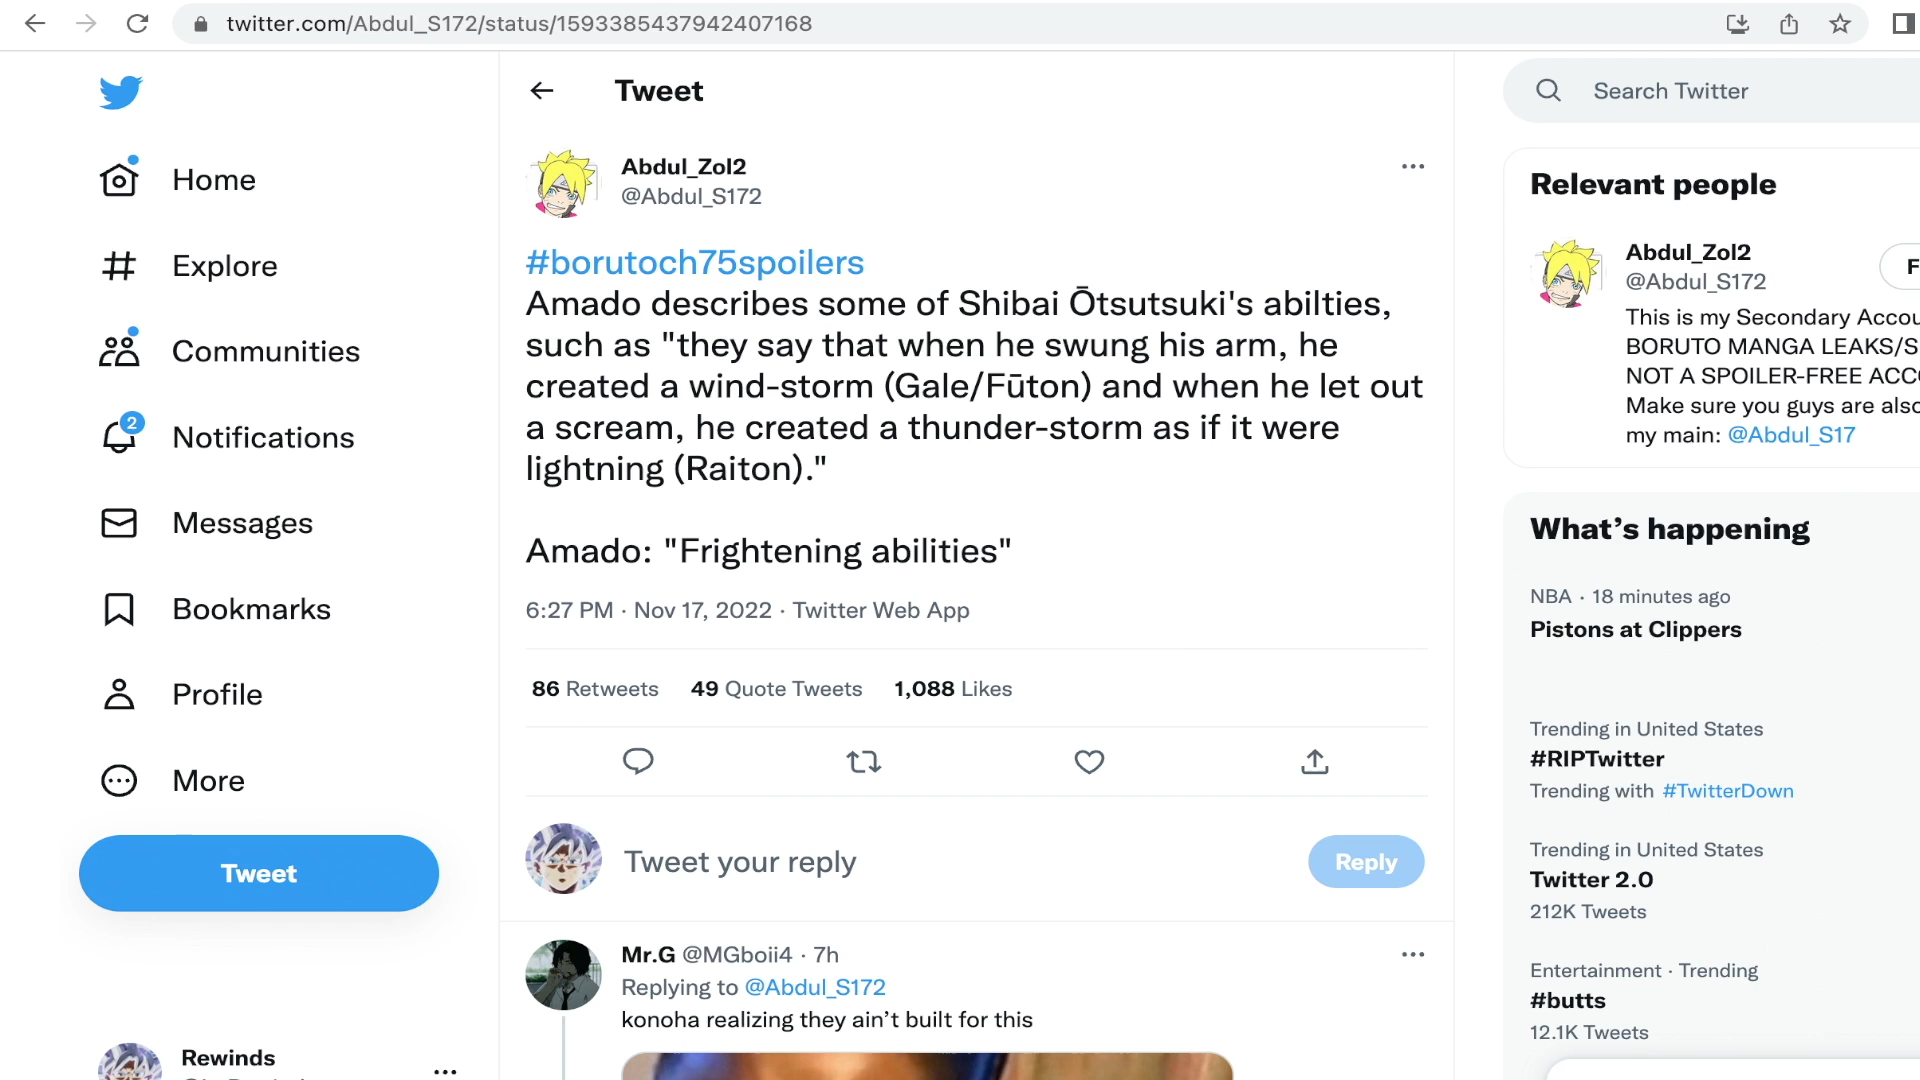 twitter.com/Abdul_S172/status/1593385437942407168
Home
Explore
Communities
2
Notifications
Messages
Bookmarks
Profile
More
Tweet
Rewinds
Tweet
Abdul_Zol2
@Abdul_S172
#borutoch75spoilers
Amado describes some of Shibai Ōtsutsuki's abilties,
such as "they say that when he swung his arm, he
created a wind-storm (Gale/Fūton) and when he let out
a scream, he created a thunder-storm as if it were
lightning (Raiton)."
Amado: "Frightening abilities"
6:27 PM · Nov 17, 2022 · Twitter Web App
86 Retweets 49 Quote Tweets 1,088 Likes
Tweet your reply
Reply
Mr.G @MGboii4 · 7h
Replying to @Abdul_S172
konoha realizing they ain’t built for this
Search Twitter
Relevant people
Abdul_Zol2
@Abdul_S172
F
This is my Secondary Accou
BORUTO MANGA LEAKS/S
NOT A SPOILER-FREE ACC
Make sure you guys are also
my main: @Abdul_S17
What’s happening
NBA · 18 minutes ago
Pistons at Clippers
Trending in United States
#RIPTwitter
Trending with #TwitterDown
Trending in United States
Twitter 2.0
212K Tweets
Entertainment · Trending
#butts
12.1K Tweets